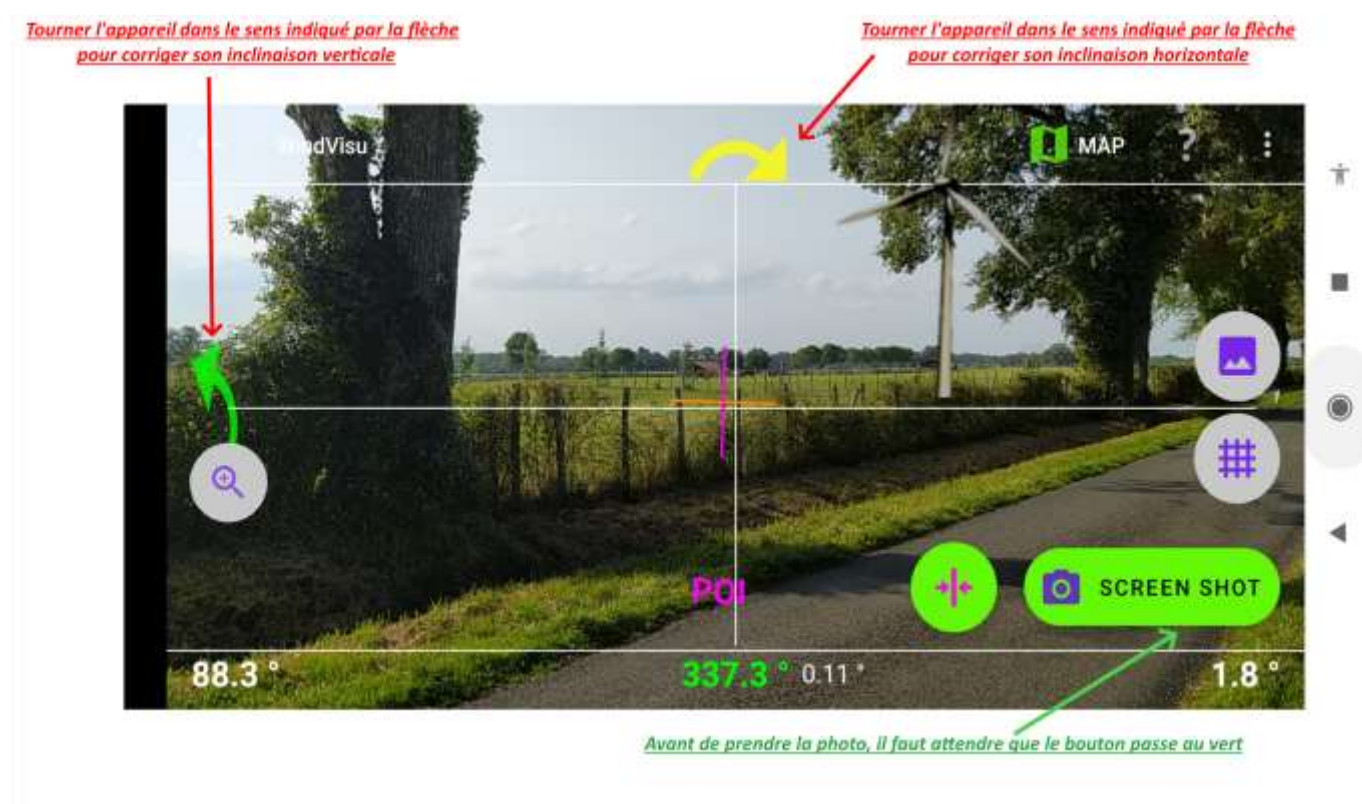 Tourner l'appareil dans le sens indiqué par la flèche
pour corriger son inclinaison verticale
Tourner l'appareil dans le sens indiqué par la flèche
pour corriger son inclinaison horizontale
MAP ?
POI
SCREEN SHOT
88.3 °
337.3 ° 0.11 °
1.8 °
Avant de prendre la photo, il faut attendre que le bouton passe au vert